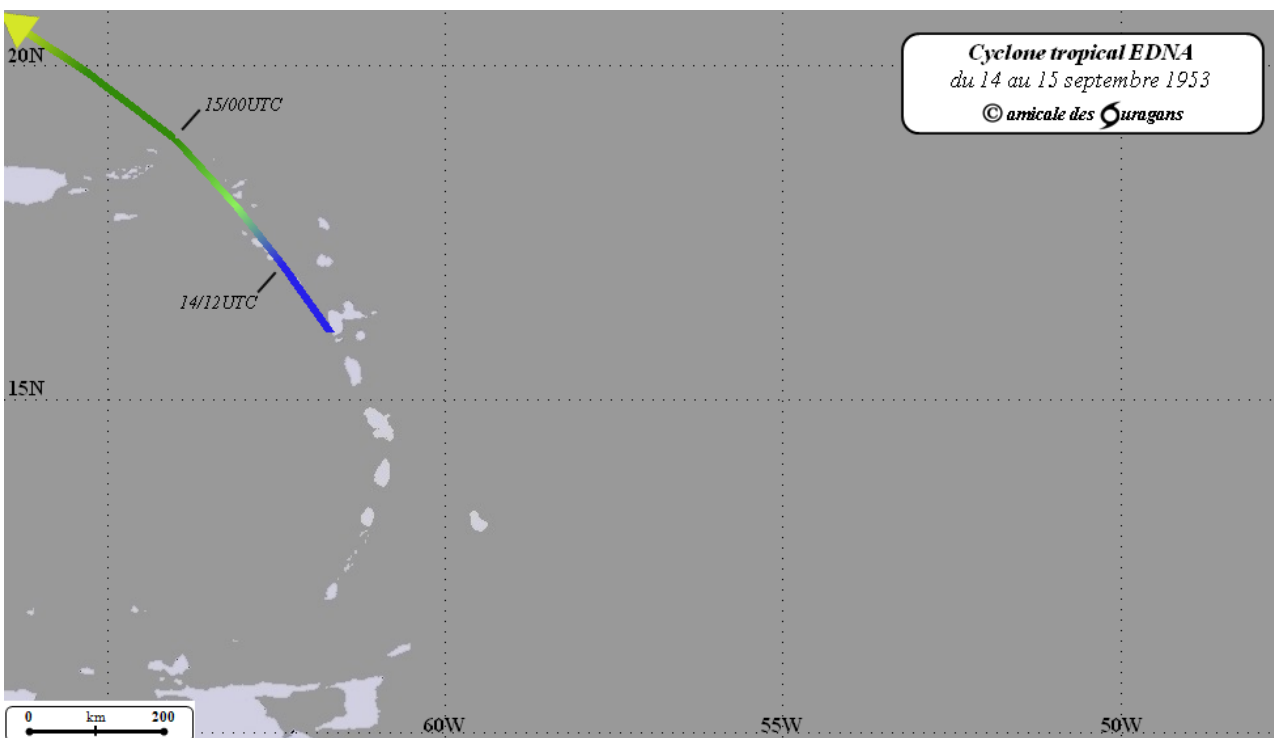 Cyclone tropical EDNA
du 14 au 15 septembre 1953
© amicale des Ouragans
20N
15/00UTC
14/12UTC
15N
60W
55W
50W
0 km 200